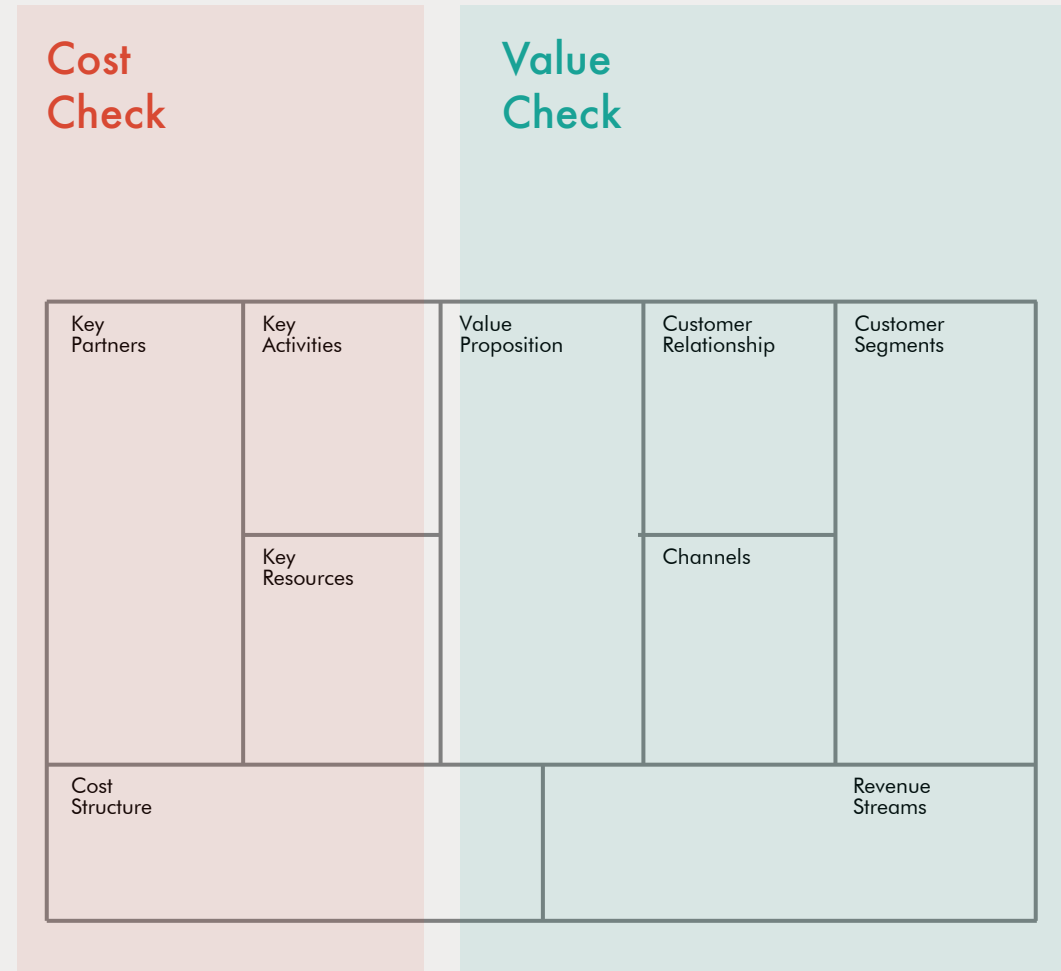 Cost
Check
Value
Check
Key
Partners
Key
Activities
Value
Proposition
Customer
Relationship
Customer
Segments
Key
Resources
Channels
Cost
Structure
Revenue
Streams